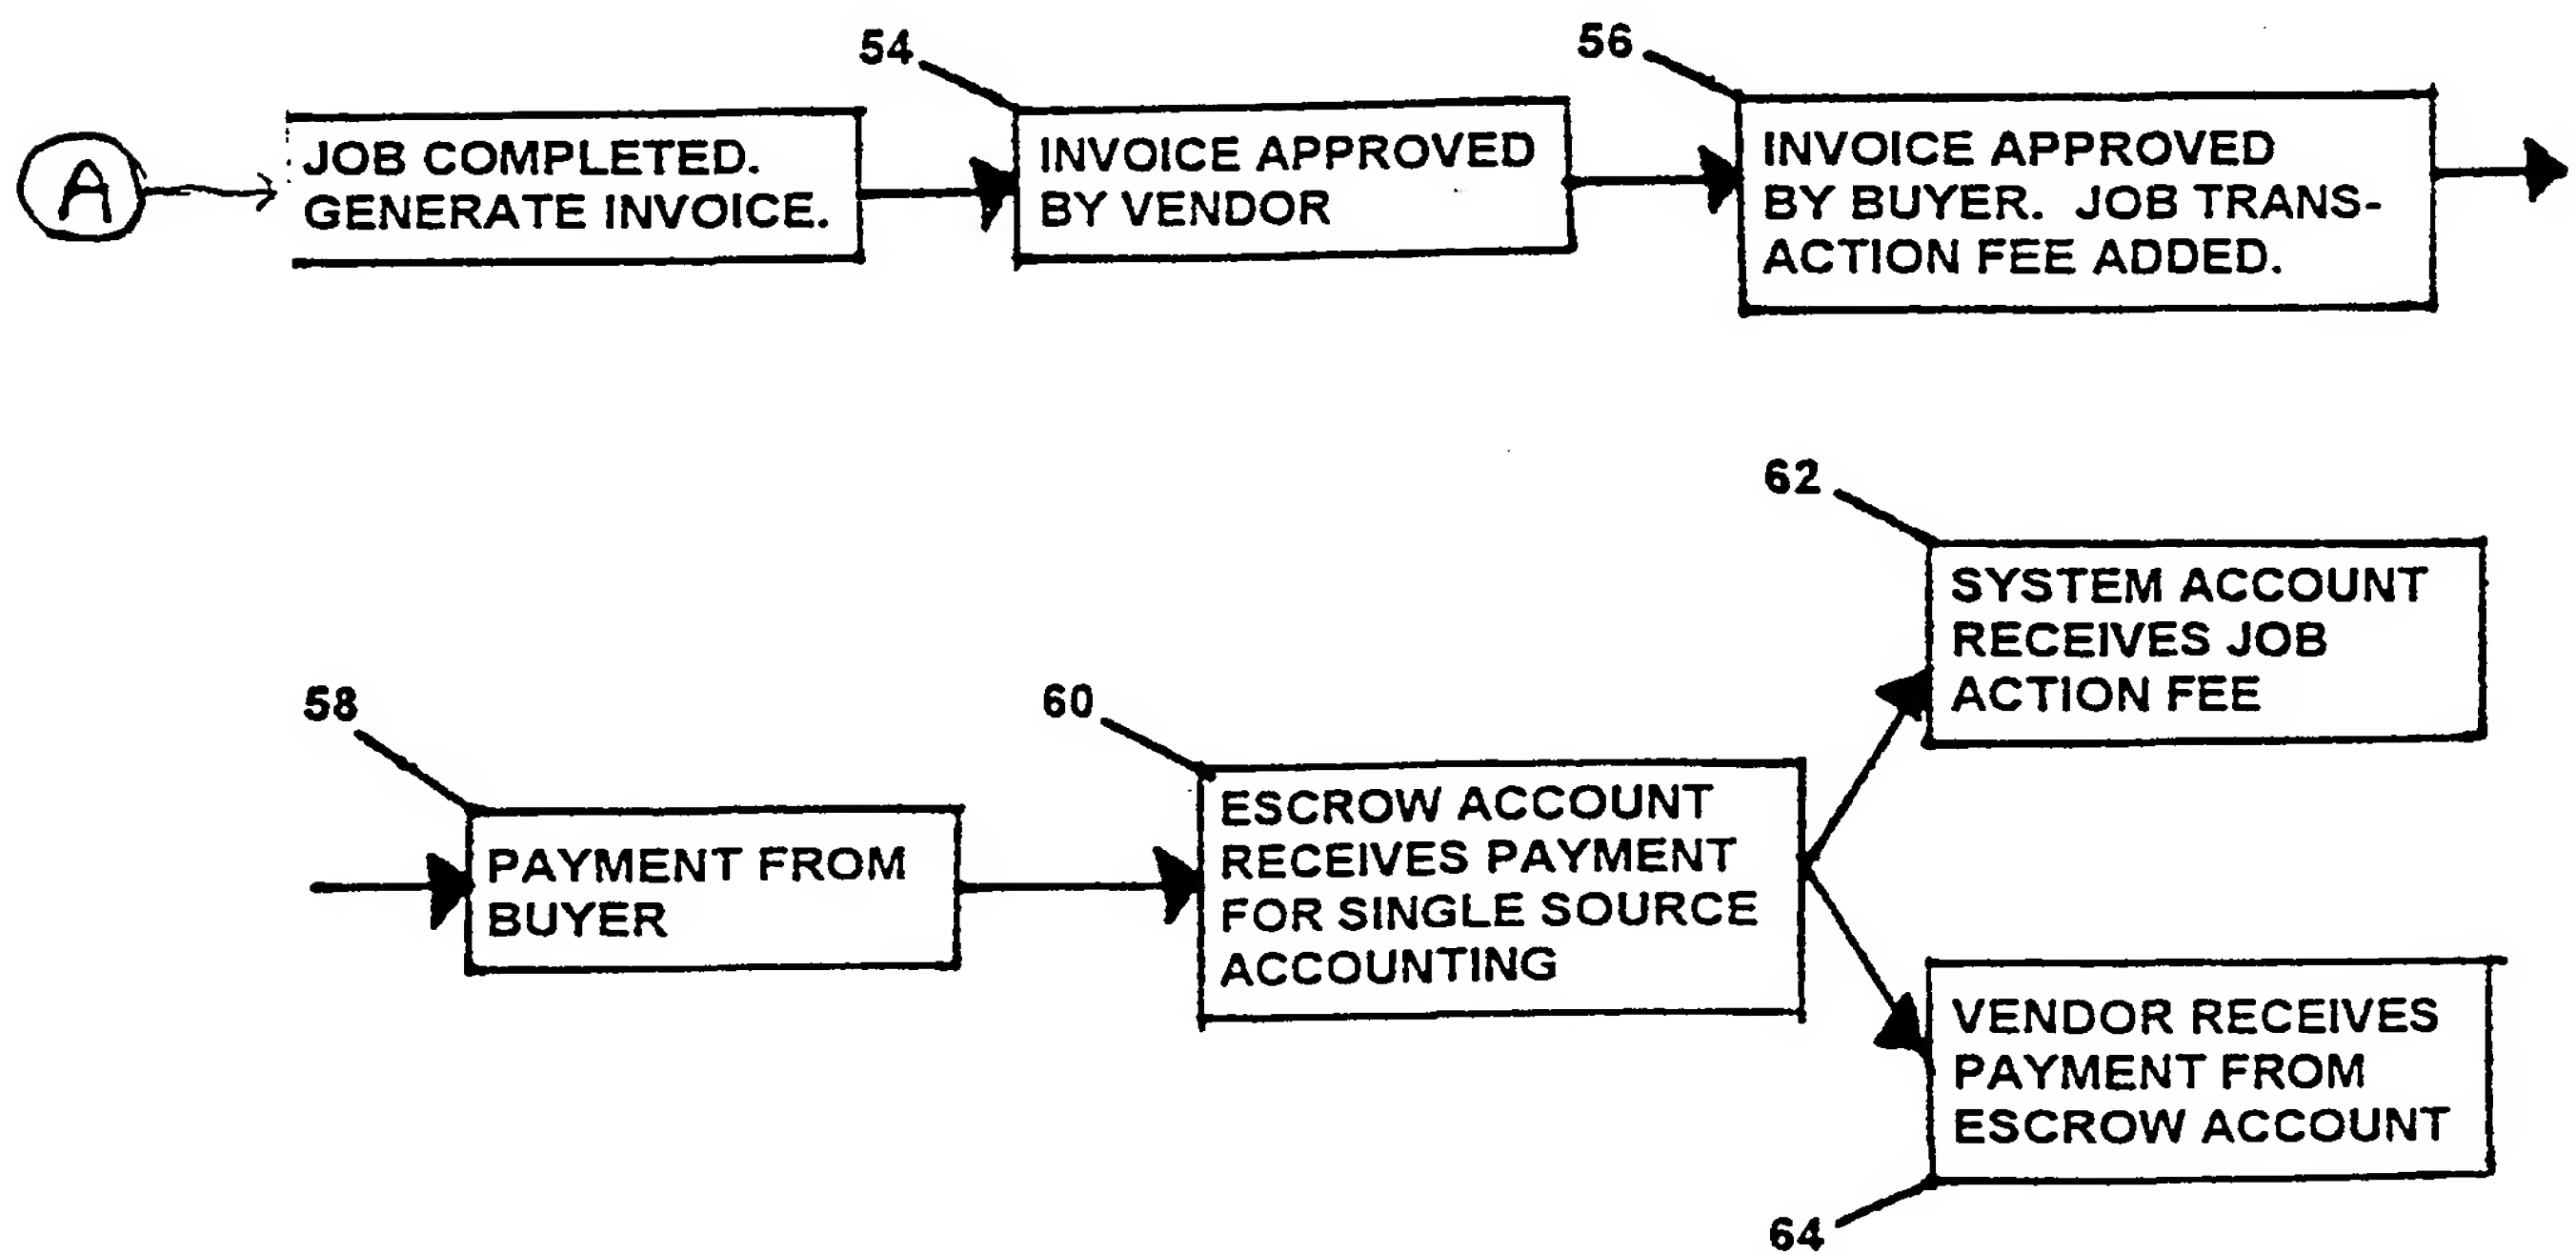 54
56
A
JOB COMPLETED.
GENERATE INVOICE.
INVOICE APPROVED
BY VENDOR
INVOICE APPROVED
BY BUYER. JOB TRANS-
ACTION FEE ADDED.
62
SYSTEM ACCOUNT
RECEIVES JOB
ACTION FEE
58
60
PAYMENT FROM
BUYER
ESCROW ACCOUNT
RECEIVES PAYMENT
FOR SINGLE SOURCE
ACCOUNTING
VENDOR RECEIVES
PAYMENT FROM
ESCROW ACCOUNT
64